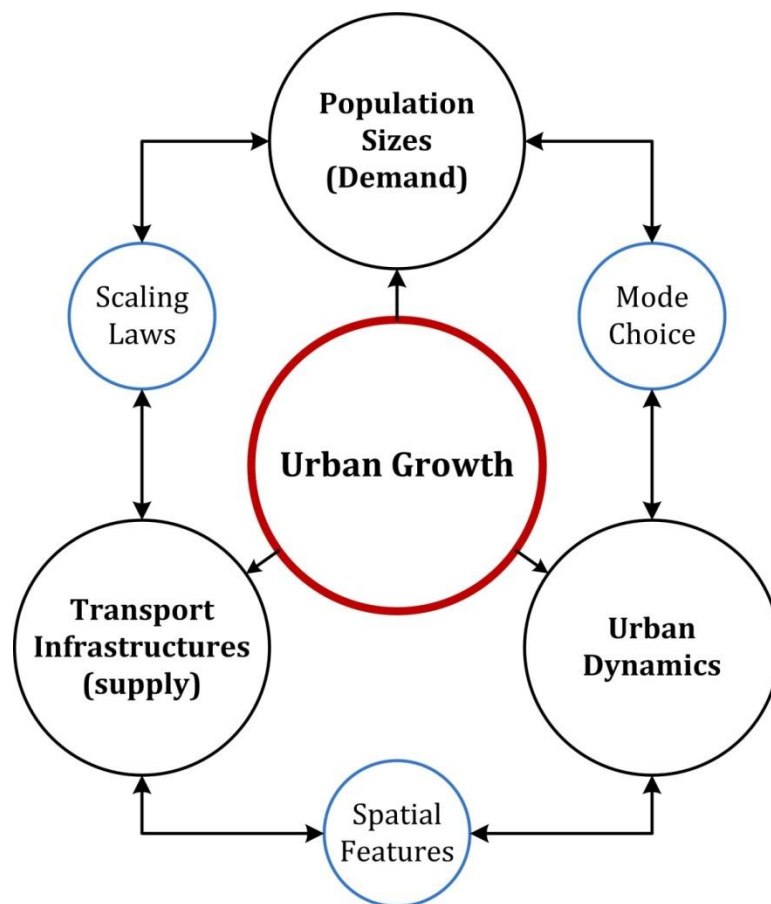 Population
Sizes
(Demand)
Scaling
Laws
Mode
Choice
Urban Growth
Transport
Infrastructures
(supply)
Urban
Dynamics
Spatial
Features